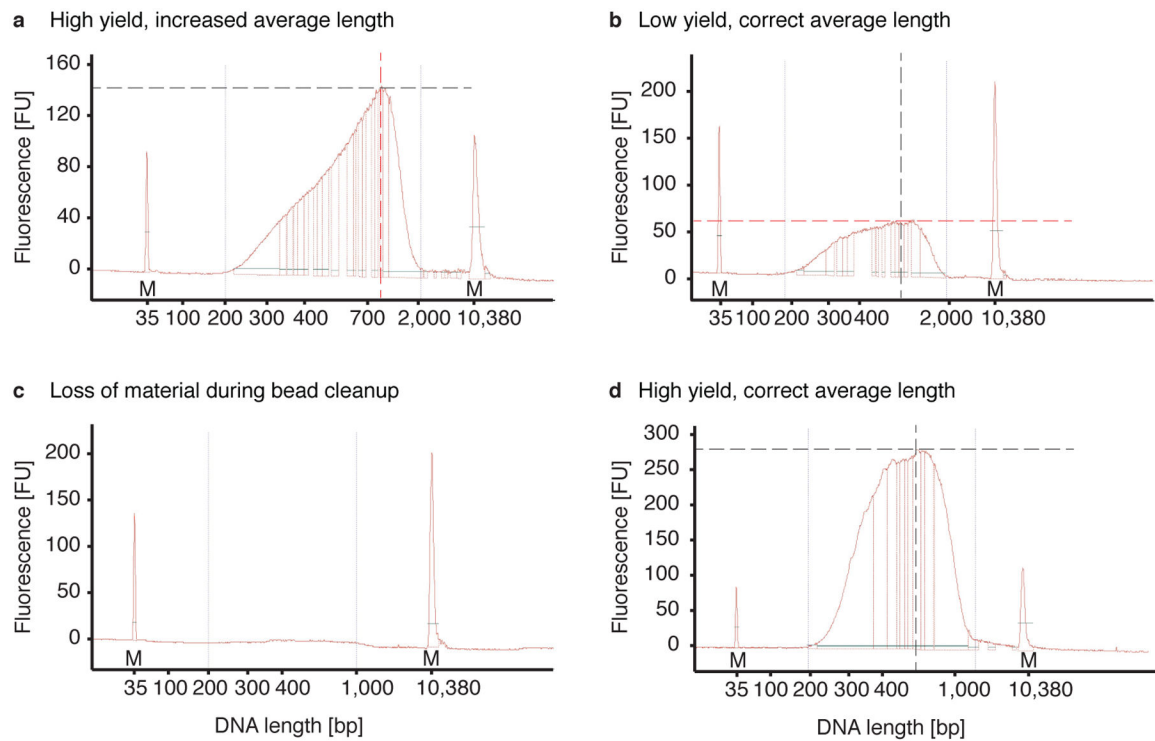 a High yield, increased average length
Fluorescence [FU]
160
120
80
40
0
M
M
35 100 200 300 400 700 2,000 10,380
b Low yield, correct average length
Fluorescence [FU]
200
150
100
50
0
M
M
35 100 200 300 400 2,000 10,380
c Loss of material during bead cleanup
Fluorescence [FU]
200
150
100
50
0
M
M
35 100 200 300 400 1,000 10,380
DNA length [bp]
d High yield, correct average length
Fluorescence [FU]
300
250
200
150
100
50
0
M
M
35 100 200 300 400 1,000 10,380
DNA length [bp]